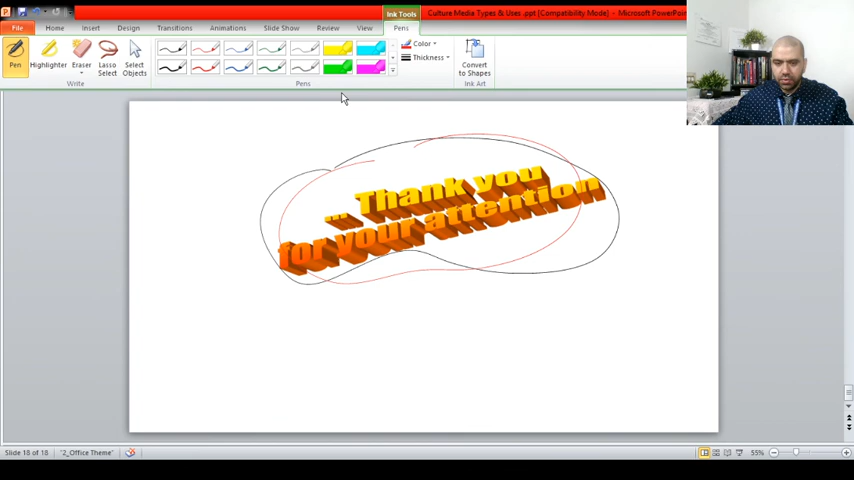 Ink Tools
Culture Media Types & Uses .ppt [Compatibility Mode] - Microsoft PowerPoint
File Home Insert Design Transitions Animations Slide Show Review View Pens
Pen Highlighter Eraser Lasso Select Select Objects
Color
Thickness
Convert to Shapes
Write Pens Ink Art
... Thank you
for your attention
Slide 18 of 18 "2_Office Theme" 55%